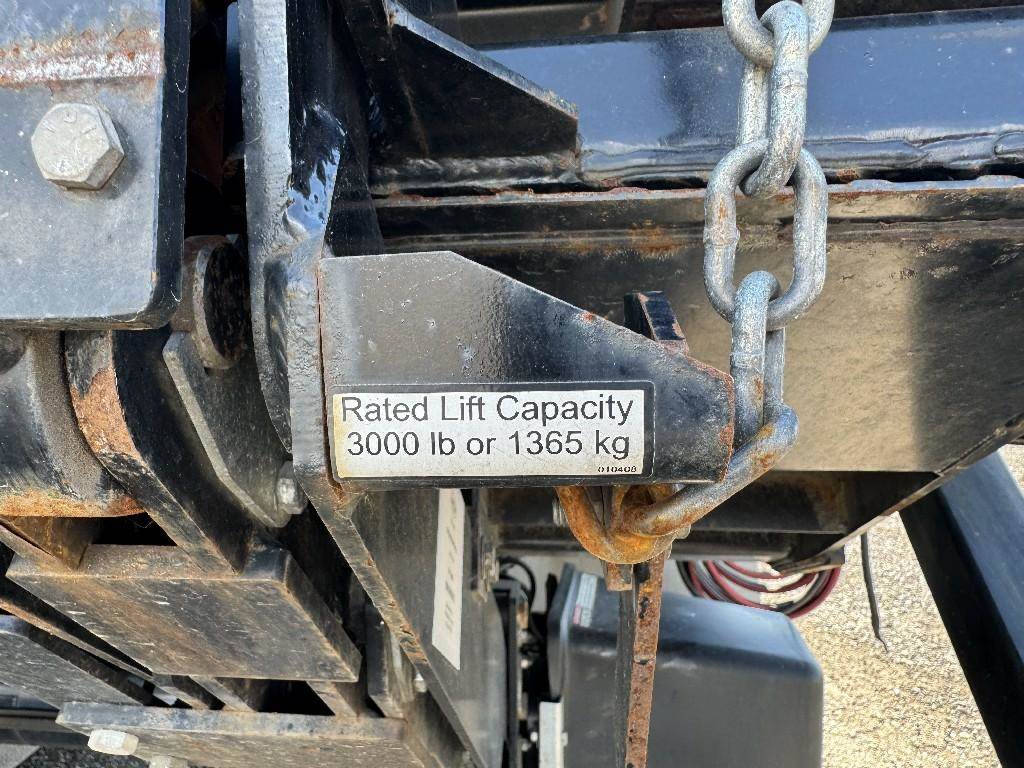 Rated Lift Capacity
3000 lb or 1365 kg
010408